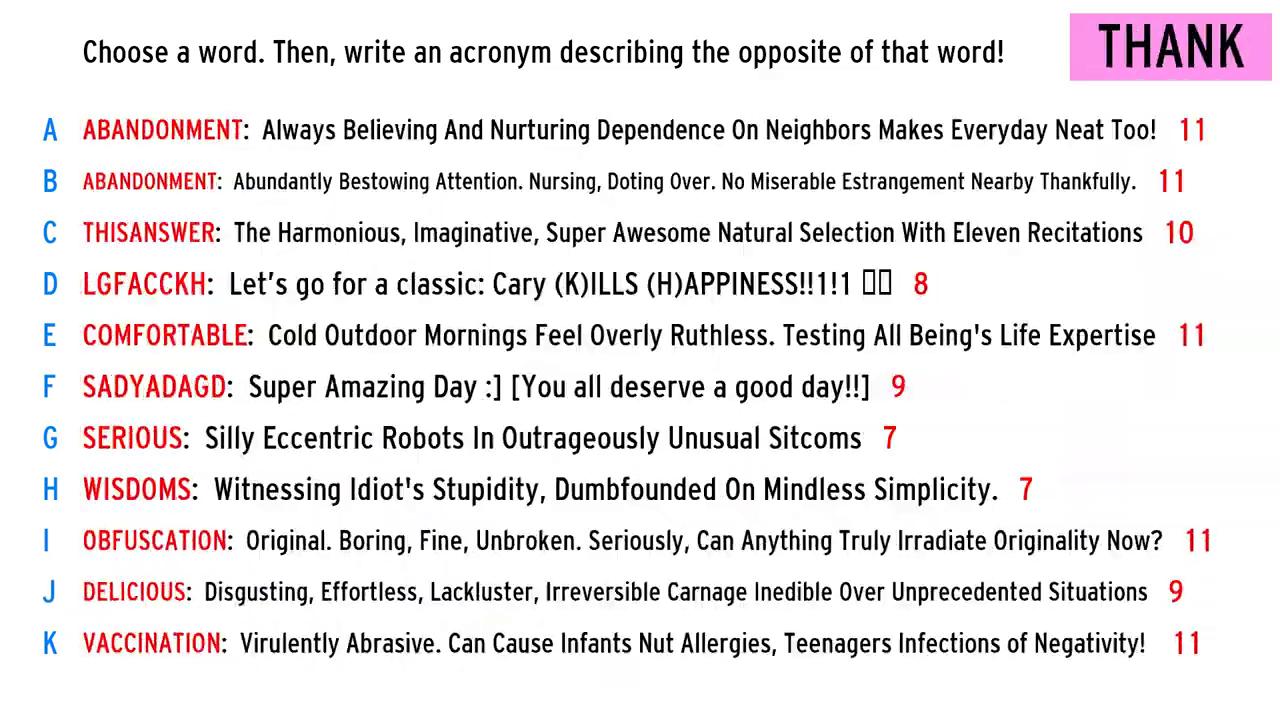 Choose a word. Then, write an acronym describing the opposite of that word!
THANK
A ABANDONMENT: Always Believing And Nurturing Dependence On Neighbors Makes Everyday Neat Too! 11
B ABANDONMENT: Abundantly Bestowing Attention. Nursing, Doting Over. No Miserable Estrangement Nearby Thankfully. 11
C THISANSWER: The Harmonious, Imaginative, Super Awesome Natural Selection With Eleven Recitations 10
D LGFACCKH: Let's go for a classic: Cary (K)ILLS (H)APPINESS!!1!1 ▯▯ 8
E COMFORTABLE: Cold Outdoor Mornings Feel Overly Ruthless. Testing All Being's Life Expertise 11
F SADYADAGD: Super Amazing Day :] [You all deserve a good day!!] 9
G SERIOUS: Silly Eccentric Robots In Outrageously Unusual Sitcoms 7
H WISDOMS: Witnessing Idiot's Stupidity, Dumbfounded On Mindless Simplicity. 7
I OBFUSCATION: Original. Boring, Fine, Unbroken. Seriously, Can Anything Truly Irradiate Originality Now? 11
J DELICIOUS: Disgusting, Effortless, Lackluster, Irreversible Carnage Inedible Over Unprecedented Situations 9
K VACCINATION: Virulently Abrasive. Can Cause Infants Nut Allergies, Teenagers Infections of Negativity! 11